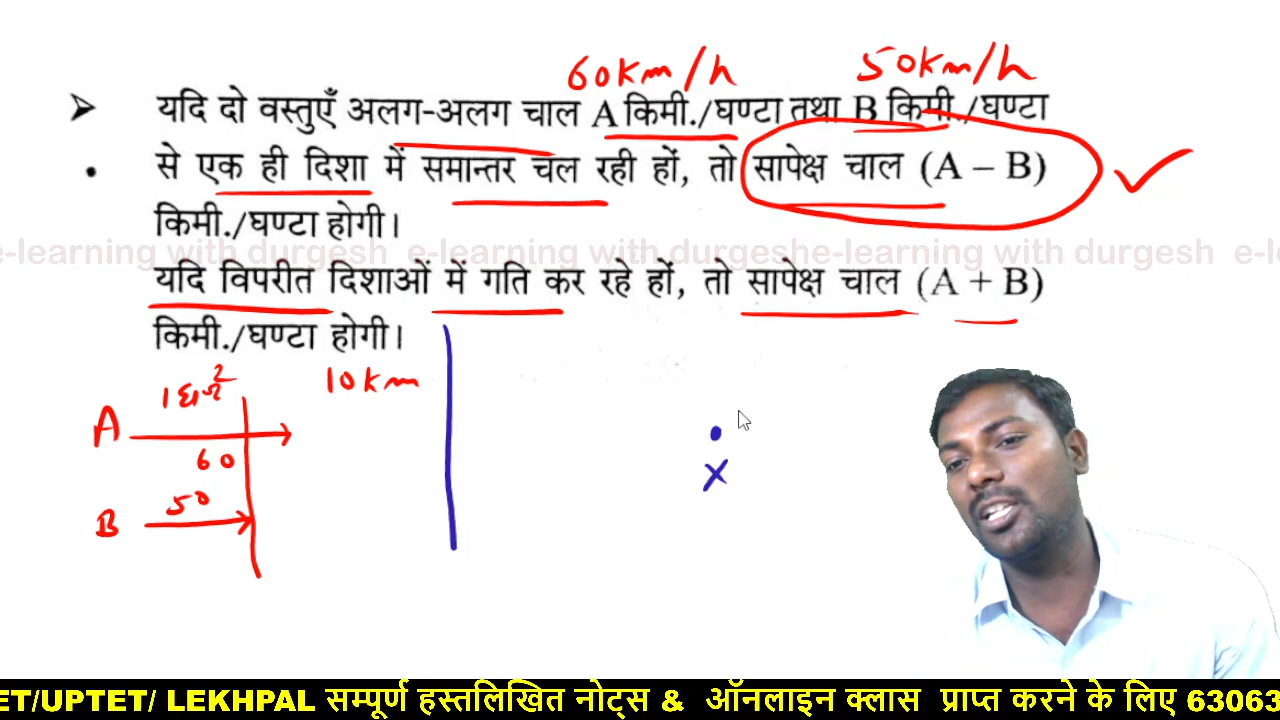 60km/h 50km/h
➤ यदि दो वस्तुएँ अलग-अलग चाल A किमी./घण्टा तथा B किमी./घण्टा
से एक ही दिशा में समान्तर चल रही हों, तो सापेक्ष चाल (A – B)
किमी./घण्टा होगी।
e-learning with durgesh e-learning with durgeshe-learning with durgesh e-l
यदि विपरीत दिशाओं में गति कर रहे हों, तो सापेक्ष चाल (A + B)
किमी./घण्टा होगी।
10km
A
60
50
B
x
ET/UPTET/ LEKHPAL सम्पूर्ण हस्तलिखित नोट्स & ऑनलाइन क्लास प्राप्त करने के लिए 63063